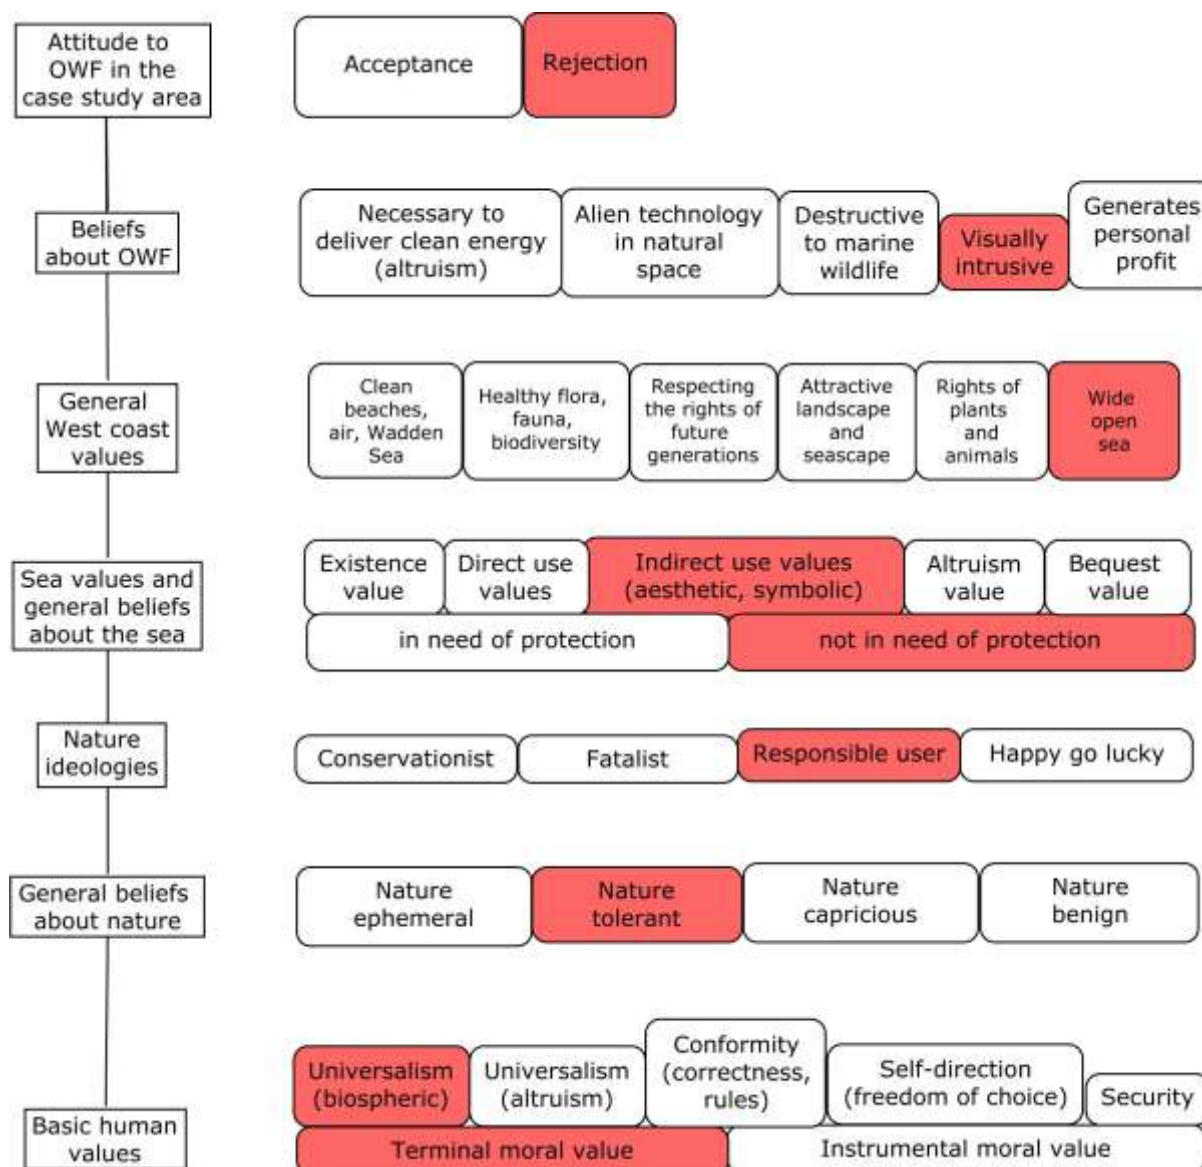 Attitude to
OWF in the
case study area
Acceptance
Rejection
Beliefs
about OWF
Necessary to
deliver clean energy
(altruism)
Alien technology
in natural
space
Destructive
to marine
wildlife
Visually
intrusive
Generates
personal
profit
General
West coast
values
Clean
beaches,
air, Wadden
Sea
Healthy flora,
fauna,
biodiversity
Respecting
the rights of
future
generations
Attractive
landscape
and
seascape
Rights of
plants
and
animals
Wide
open
sea
Sea values and
general beliefs
about the sea
Existence
value
Direct use
values
Indirect use values
(aesthetic, symbolic)
Altruism
value
Bequest
value
in need of protection
not in need of protection
Nature
ideologies
Conservationist
Fatalist
Responsible user
Happy go lucky
General beliefs
about nature
Nature
ephemeral
Nature
tolerant
Nature
capricious
Nature
benign
Basic human
values
Universalism
(biospheric)
Universalism
(altruism)
Conformity
(correctness,
rules)
Self-direction
(freedom of choice)
Security
Terminal moral value
Instrumental moral value